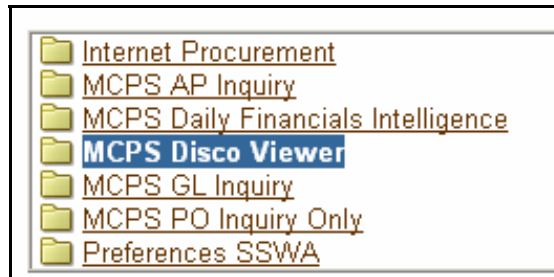 Internet Procurement
MCPS AP Inquiry
MCPS Daily Financials Intelligence
MCPS Disco Viewer
MCPS GL Inquiry
MCPS PO Inquiry Only
Preferences SSWA